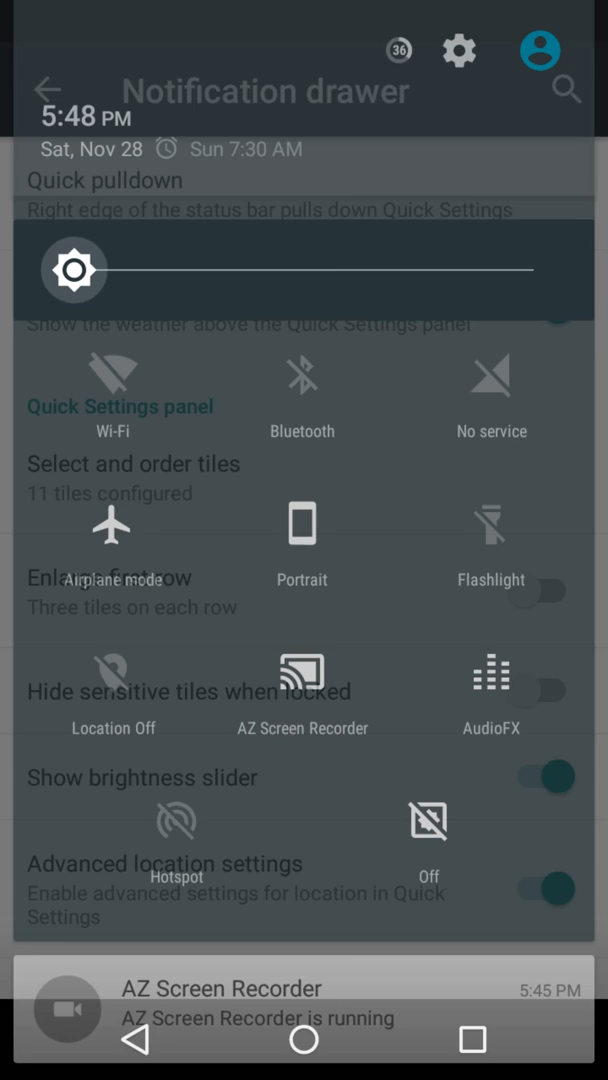 36
Notification drawer
5:48 PM
Sat, Nov 28 Sun 7:30 AM
Quick pulldown
Right edge of the status bar pulls down Quick Settings
Show the weather above the Quick Settings panel
Quick Settings panel
Wi-Fi Bluetooth No service
Select and order tiles
11 tiles configured
Enlarge first row
Airplane mode Portrait Flashlight
Three tiles on each row
Hide sensitive tiles when locked
Location Off AZ Screen Recorder AudioFX
Show brightness slider
Advanced location settings
Hotspot Off
Enable advanced settings for location in Quick
Settings
AZ Screen Recorder 5:45 PM
AZ Screen Recorder is running